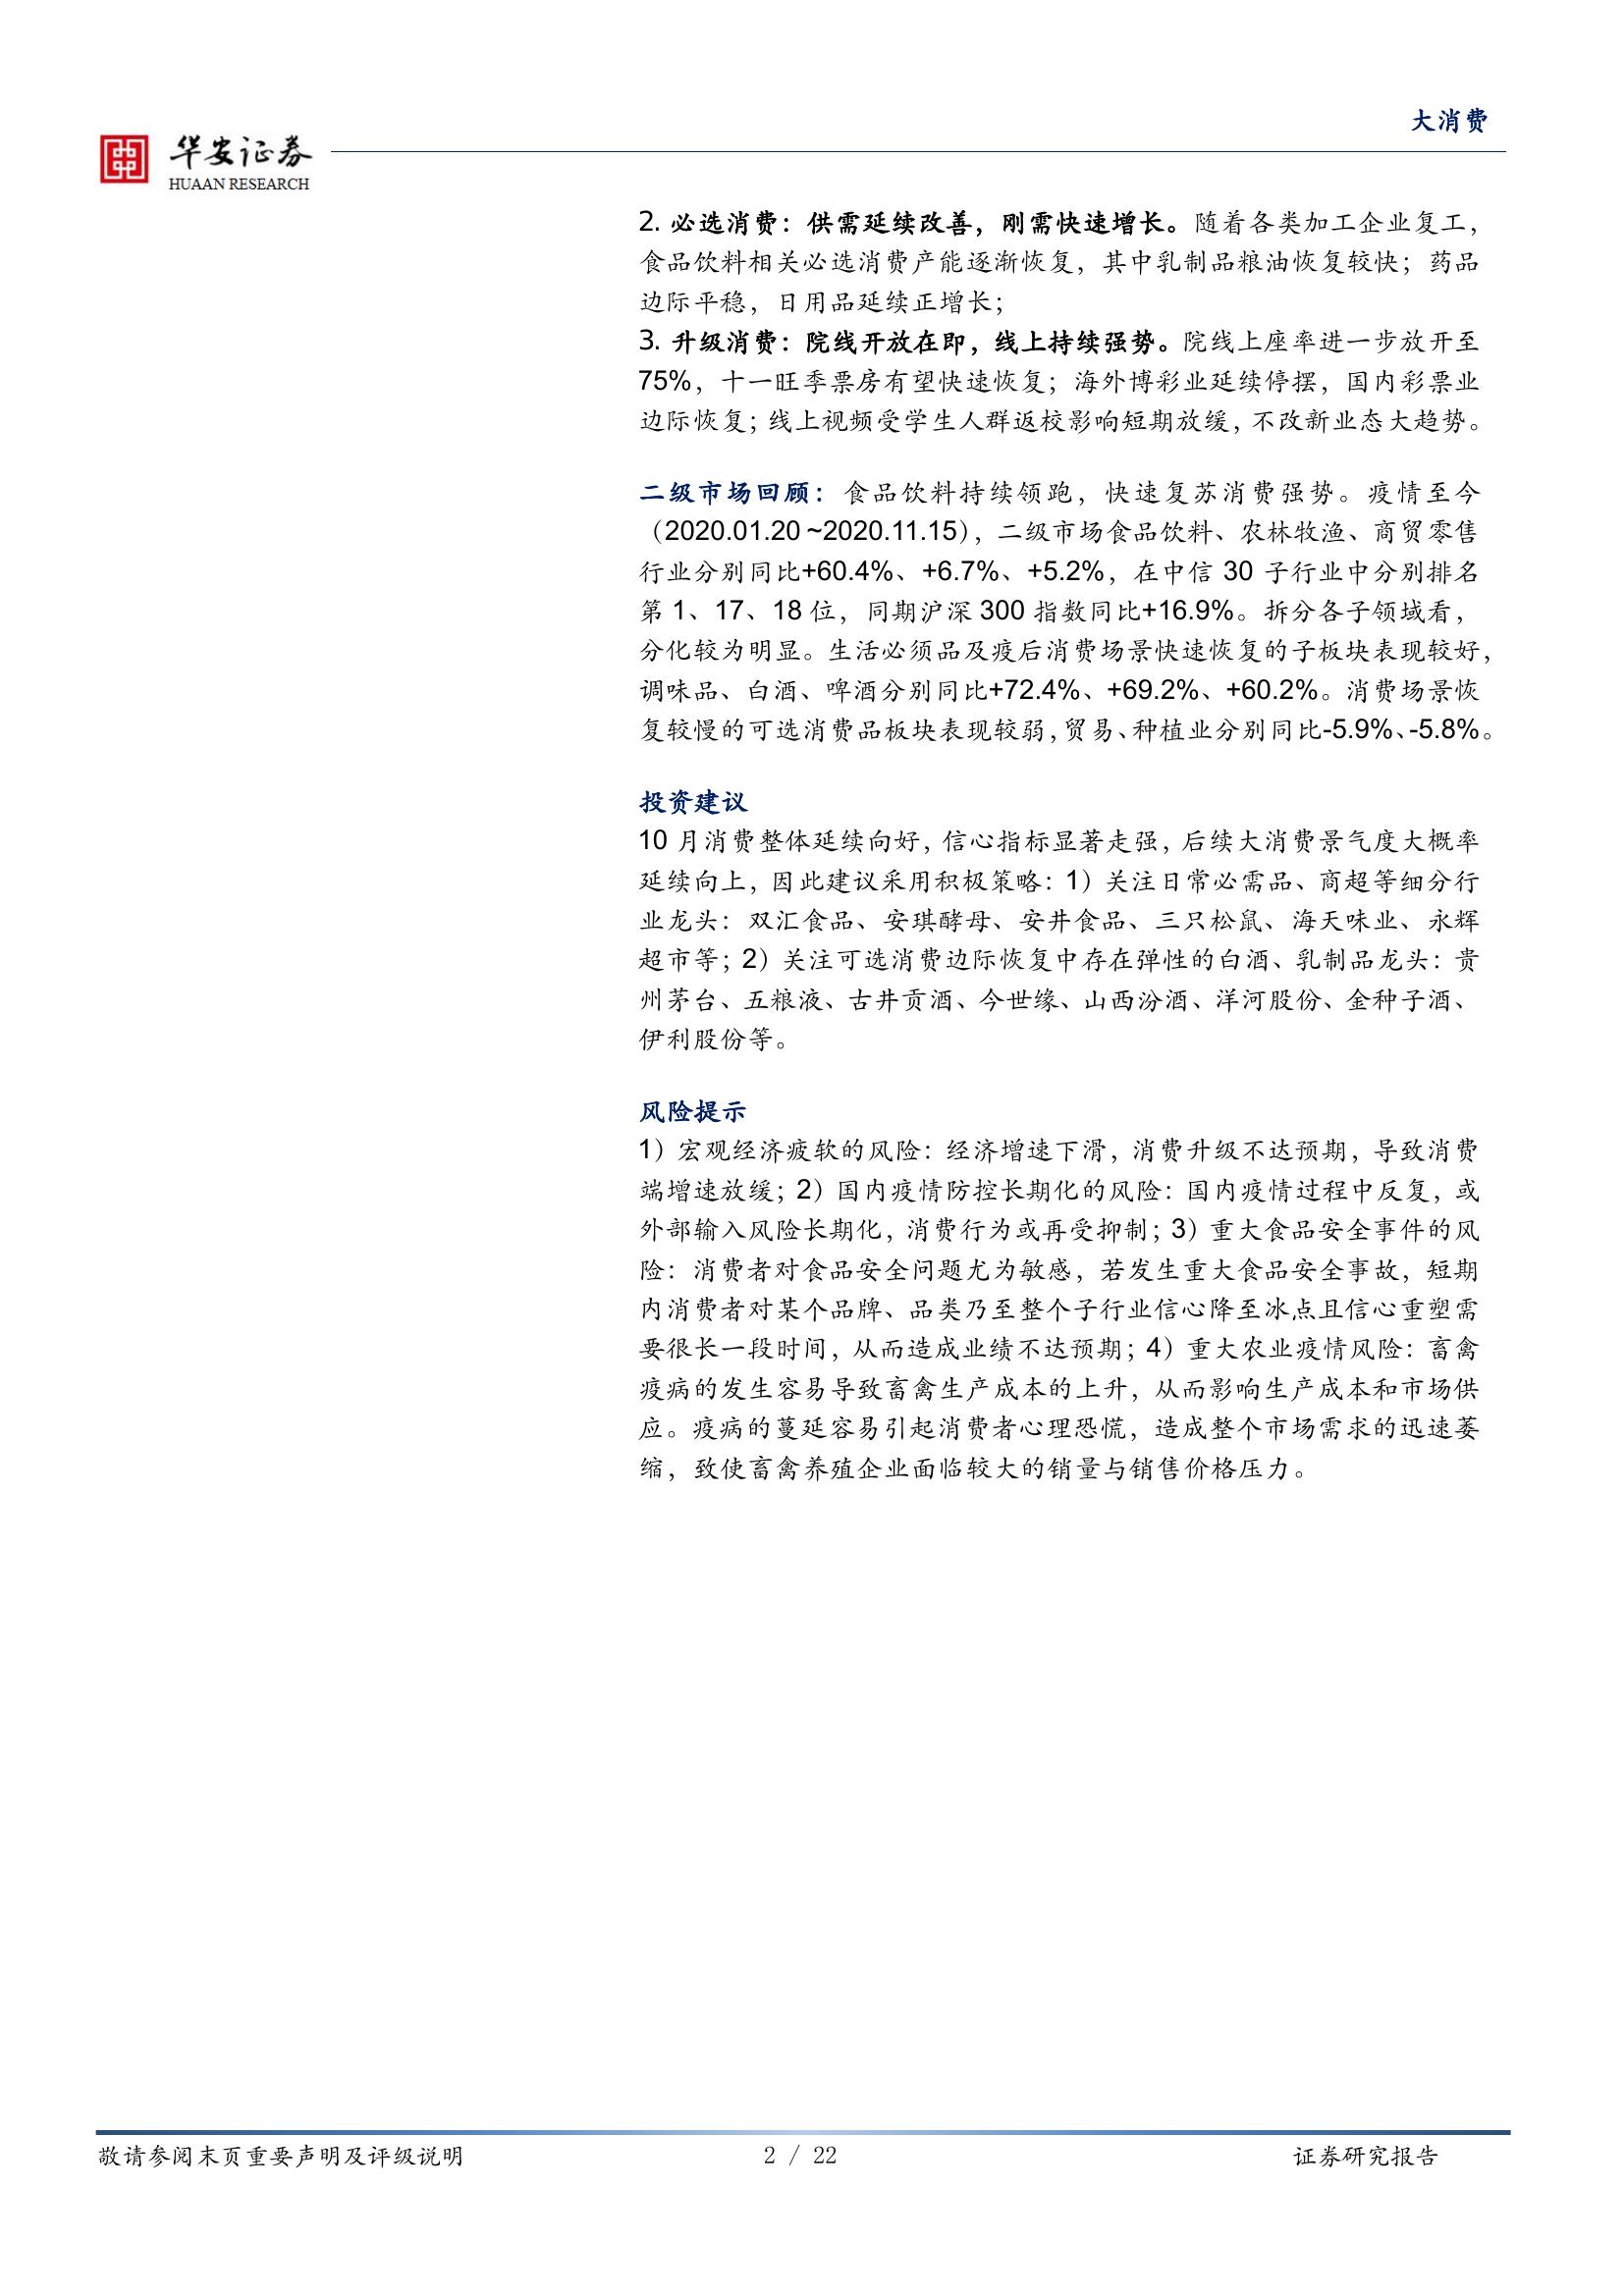 大消费
华安证券
HUAAN RESEARCH
2. 必选消费：供需延续改善，刚需快速增长。随着各类加工企业复工，
食品饮料相关必选消费产能逐渐恢复，其中乳制品粮油恢复较快；药品
边际平稳，日用品延续正增长；
3. 升级消费：院线开放在即，线上持续强势。院线上座率进一步放开至
75%，十一旺季票房有望快速恢复；海外博彩业延续停摆，国内彩票业
边际恢复；线上视频受学生人群返校影响短期放缓，不改新业态大趋势。
二级市场回顾：食品饮料持续领跑，快速复苏消费强势。疫情至今
（2020.01.20 ~2020.11.15），二级市场食品饮料、农林牧渔、商贸零售
行业分别同比+60.4%、+6.7%、+5.2%，在中信 30 子行业中分别排名
第 1、17、18 位，同期沪深 300 指数同比+16.9%。拆分各子领域看，
分化较为明显。生活必须品及疫后消费场景快速恢复的子板块表现较好，
调味品、白酒、啤酒分别同比+72.4%、+69.2%、+60.2%。消费场景恢
复较慢的可选消费品板块表现较弱，贸易、种植业分别同比-5.9%、-5.8%。
投资建议
10 月消费整体延续向好，信心指标显著走强，后续大消费景气度大概率
延续向上，因此建议采用积极策略：1）关注日常必需品、商超等细分行
业龙头：双汇食品、安琪酵母、安井食品、三只松鼠、海天味业、永辉
超市等；2）关注可选消费边际恢复中存在弹性的白酒、乳制品龙头：贵
州茅台、五粮液、古井贡酒、今世缘、山西汾酒、洋河股份、金种子酒、
伊利股份等。
风险提示
1）宏观经济疲软的风险：经济增速下滑，消费升级不达预期，导致消费
端增速放缓；2）国内疫情防控长期化的风险：国内疫情过程中反复，或
外部输入风险长期化，消费行为或再受抑制；3）重大食品安全事件的风
险：消费者对食品安全问题尤为敏感，若发生重大食品安全事故，短期
内消费者对某个品牌、品类乃至整个子行业信心降至冰点且信心重塑需
要很长一段时间，从而造成业绩不达预期；4）重大农业疫情风险：畜禽
疫病的发生容易导致畜禽生产成本的上升，从而影响生产成本和市场供
应。疫病的蔓延容易引起消费者心理恐慌，造成整个市场需求的迅速萎
缩，致使畜禽养殖企业面临较大的销量与销售价格压力。
敬请参阅末页重要声明及评级说明
2 / 22
证券研究报告